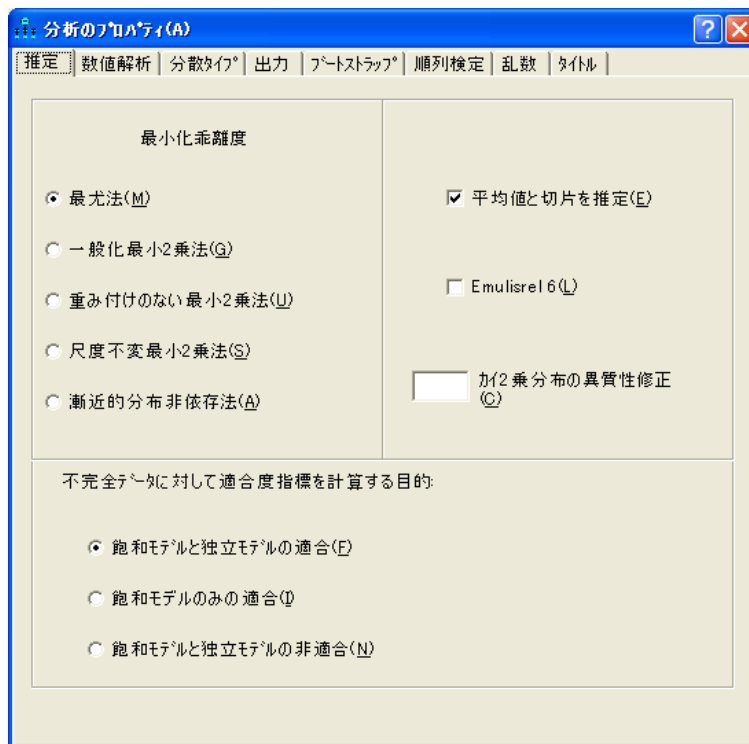 分析のﾌﾟﾛﾊﾟﾃｨ(A)
推定 数値解析 分散ﾀｲﾌﾟ 出力 ﾌﾞｰﾄｽﾄﾗｯﾌﾟ 順列検定 乱数 ﾀｲﾄﾙ
最小化乖離度
最尤法(M)
一般化最小2乗法(G)
重み付けのない最小2乗法(U)
尺度不変最小2乗法(S)
漸近的分布非依存法(A)
平均値と切片を推定(E)
Emulisrel 6(L)
ｶｲ2乗分布の異質性修正
(C)
不完全ﾃﾞｰﾀに対して適合度指標を計算する目的:
飽和ﾓﾃﾞﾙと独立ﾓﾃﾞﾙの適合(F)
飽和モデルのみの適合(I)
飽和ﾓﾃﾞﾙと独立ﾓﾃﾞﾙの非適合(N)